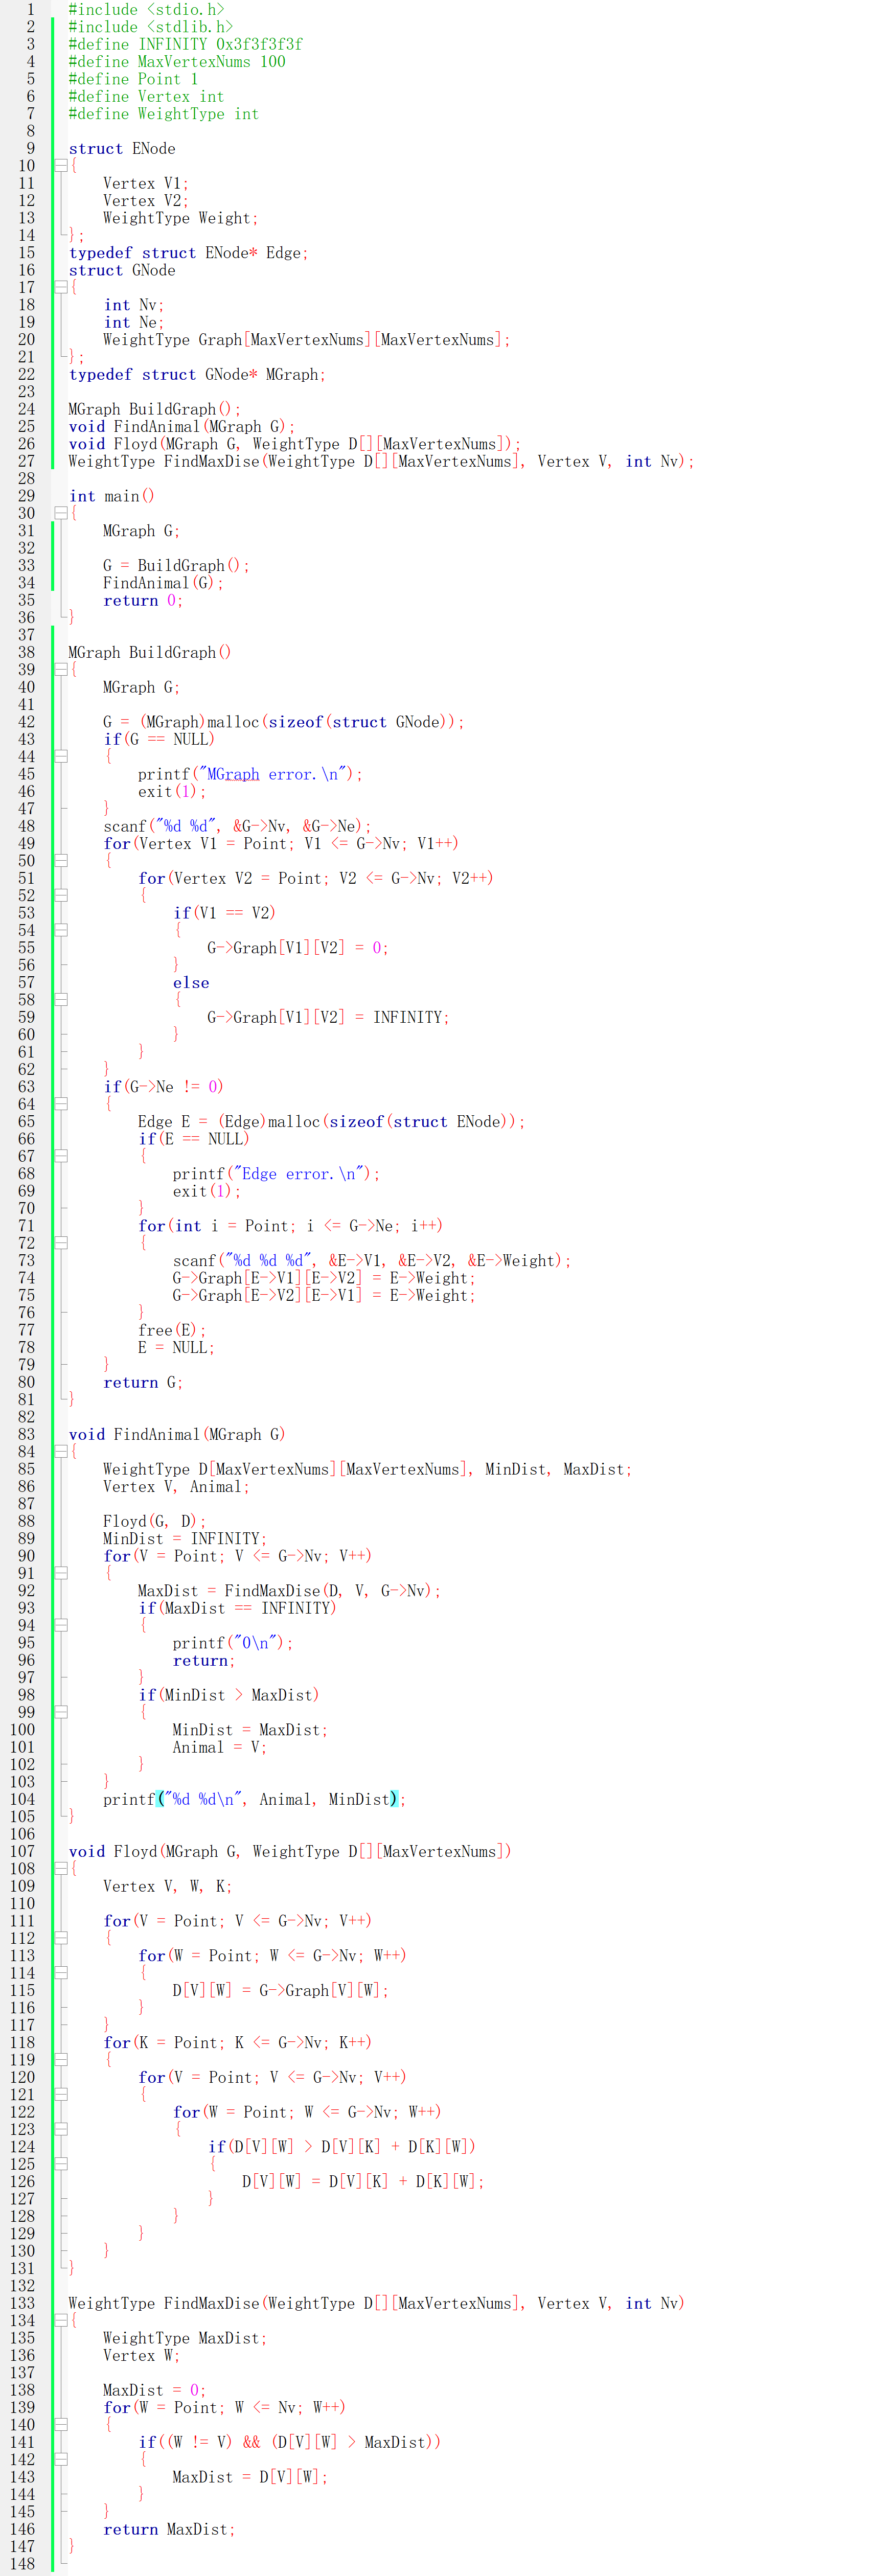 1 #include <stdio.h>
2 #include <stdlib.h>
3 #define INFINITY 0x3f3f3f3f
4 #define MaxVertexNums 100
5 #define Point 1
6 #define Vertex int
7 #define WeightType int
8
9 struct ENode
10 {
11     Vertex V1;
12     Vertex V2;
13     WeightType Weight;
14 };
15 typedef struct ENode* Edge;
16 struct GNode
17 {
18     int Nv;
19     int Ne;
20     WeightType Graph[MaxVertexNums][MaxVertexNums];
21 };
22 typedef struct GNode* MGraph;
23
24 MGraph BuildGraph();
25 void FindAnimal(MGraph G);
26 void Floyd(MGraph G, WeightType D[][MaxVertexNums]);
27 WeightType FindMaxDise(WeightType D[][MaxVertexNums], Vertex V, int Nv);
28
29 int main()
30 {
31     MGraph G;
32
33     G = BuildGraph();
34     FindAnimal(G);
35     return 0;
36 }
37
38 MGraph BuildGraph()
39 {
40     MGraph G;
41
42     G = (MGraph)malloc(sizeof(struct GNode));
43     if(G == NULL)
44     {
45         printf("MGraph error.\n");
46         exit(1);
47     }
48     scanf("%d %d", &G->Nv, &G->Ne);
49     for(Vertex V1 = Point; V1 <= G->Nv; V1++)
50     {
51         for(Vertex V2 = Point; V2 <= G->Nv; V2++)
52         {
53             if(V1 == V2)
54             {
55                 G->Graph[V1][V2] = 0;
56             }
57             else
58             {
59                 G->Graph[V1][V2] = INFINITY;
60             }
61         }
62     }
63     if(G->Ne != 0)
64     {
65         Edge E = (Edge)malloc(sizeof(struct ENode));
66         if(E == NULL)
67         {
68             printf("Edge error.\n");
69             exit(1);
70         }
71         for(int i = Point; i <= G->Ne; i++)
72         {
73             scanf("%d %d %d", &E->V1, &E->V2, &E->Weight);
74             G->Graph[E->V1][E->V2] = E->Weight;
75             G->Graph[E->V2][E->V1] = E->Weight;
76         }
77         free(E);
78         E = NULL;
79     }
80     return G;
81 }
82
83 void FindAnimal(MGraph G)
84 {
85     WeightType D[MaxVertexNums][MaxVertexNums], MinDist, MaxDist;
86     Vertex V, Animal;
87
88     Floyd(G, D);
89     MinDist = INFINITY;
90     for(V = Point; V <= G->Nv; V++)
91     {
92         MaxDist = FindMaxDise(D, V, G->Nv);
93         if(MaxDist == INFINITY)
94         {
95             printf("0\n");
96             return;
97         }
98         if(MinDist > MaxDist)
99         {
100             MinDist = MaxDist;
101             Animal = V;
102         }
103     }
104     printf("%d %d\n", Animal, MinDist);
105 }
106
107 void Floyd(MGraph G, WeightType D[][MaxVertexNums])
108 {
109     Vertex V, W, K;
110
111     for(V = Point; V <= G->Nv; V++)
112     {
113         for(W = Point; W <= G->Nv; W++)
114         {
115             D[V][W] = G->Graph[V][W];
116         }
117     }
118     for(K = Point; K <= G->Nv; K++)
119     {
120         for(V = Point; V <= G->Nv; V++)
121         {
122             for(W = Point; W <= G->Nv; W++)
123             {
124                 if(D[V][W] > D[V][K] + D[K][W])
125                 {
126                     D[V][W] = D[V][K] + D[K][W];
127                 }
128             }
129         }
130     }
131 }
132
133 WeightType FindMaxDise(WeightType D[][MaxVertexNums], Vertex V, int Nv)
134 {
135     WeightType MaxDist;
136     Vertex W;
137
138     MaxDist = 0;
139     for(W = Point; W <= Nv; W++)
140     {
141         if((W != V) && (D[V][W] > MaxDist))
142         {
143             MaxDist = D[V][W];
144         }
145     }
146     return MaxDist;
147 }
148